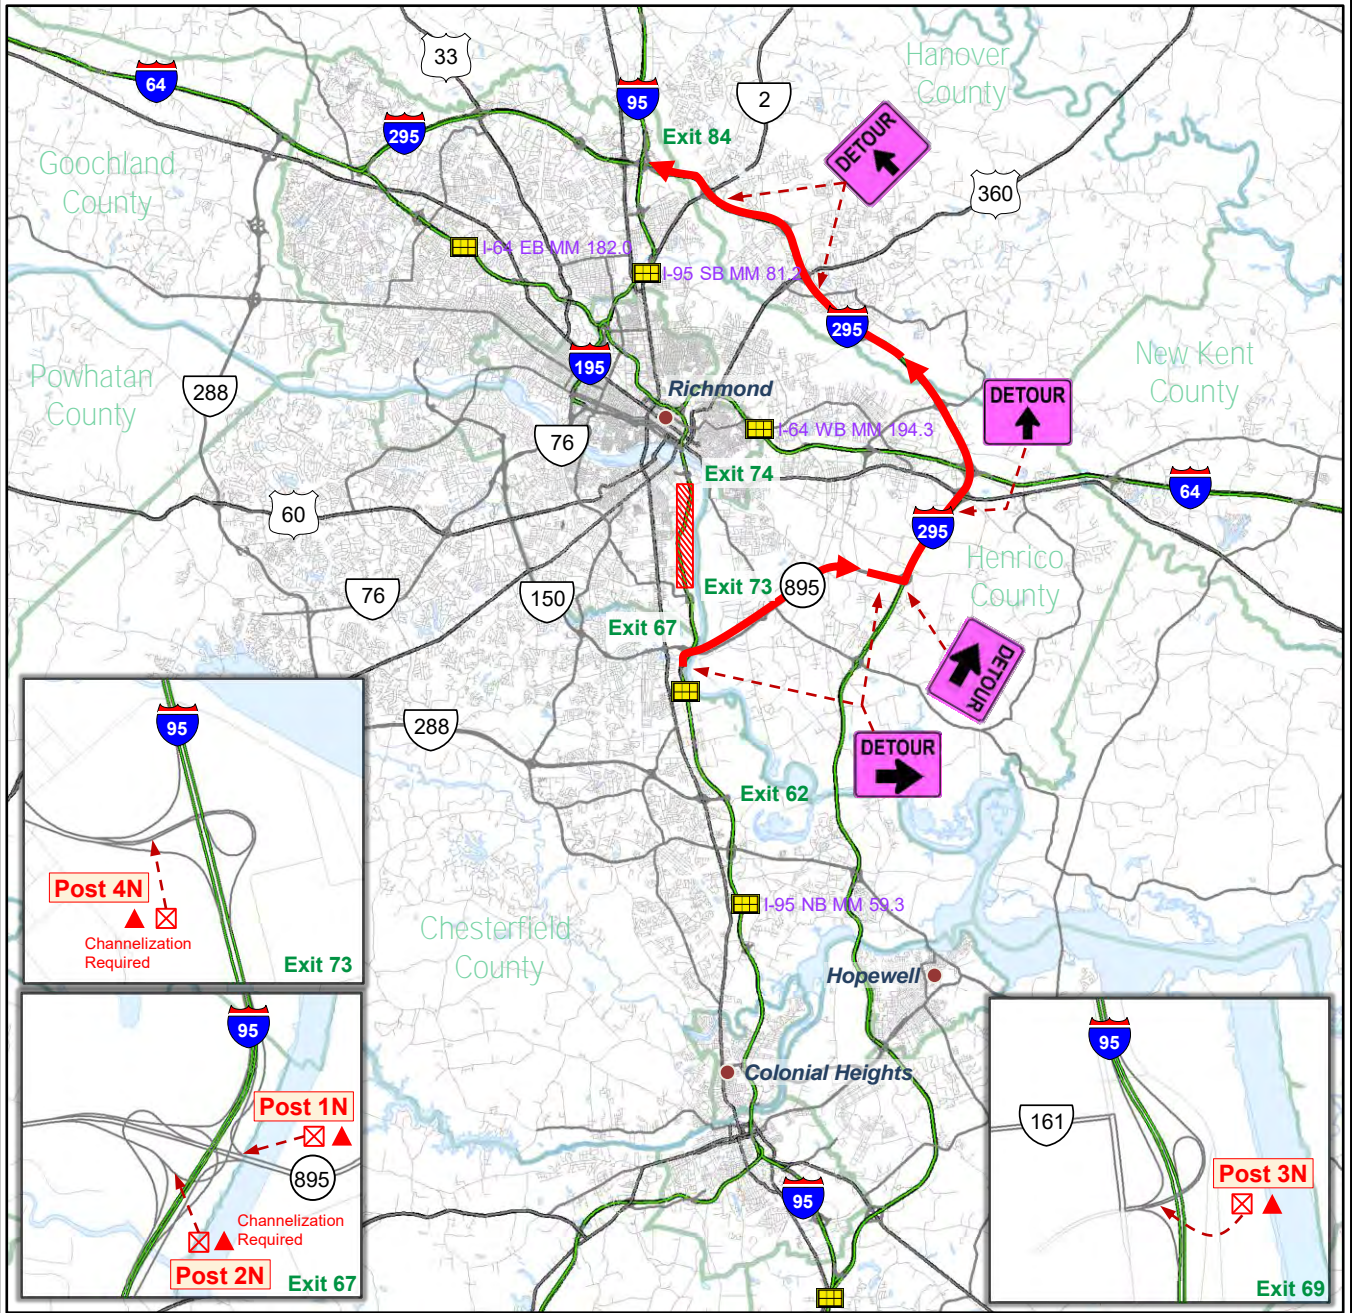 33
Hanover
County
64
95
2
295
Exit 84
DETOUR
Goochland
County
360
I-64 EB MM 182.0
I-95 SB MM 81.2
295
New Kent
County
195
Powhatan
County
288
Richmond
DETOUR
76
I-64 WB MM 194.3
Exit 74
64
60
295
Henrico
County
Exit 73
895
76
150
Exit 67
DETOUR
288
DETOUR
Exit 62
I-95 NB MM 59.3
Chesterfield
County
Hopewell
Colonial Heights
95
95
Post 4N
Channelization
Required
Exit 73
95
Post 1N
895
Channelization
Required
Post 2N
Exit 67
95
161
Post 3N
Exit 69